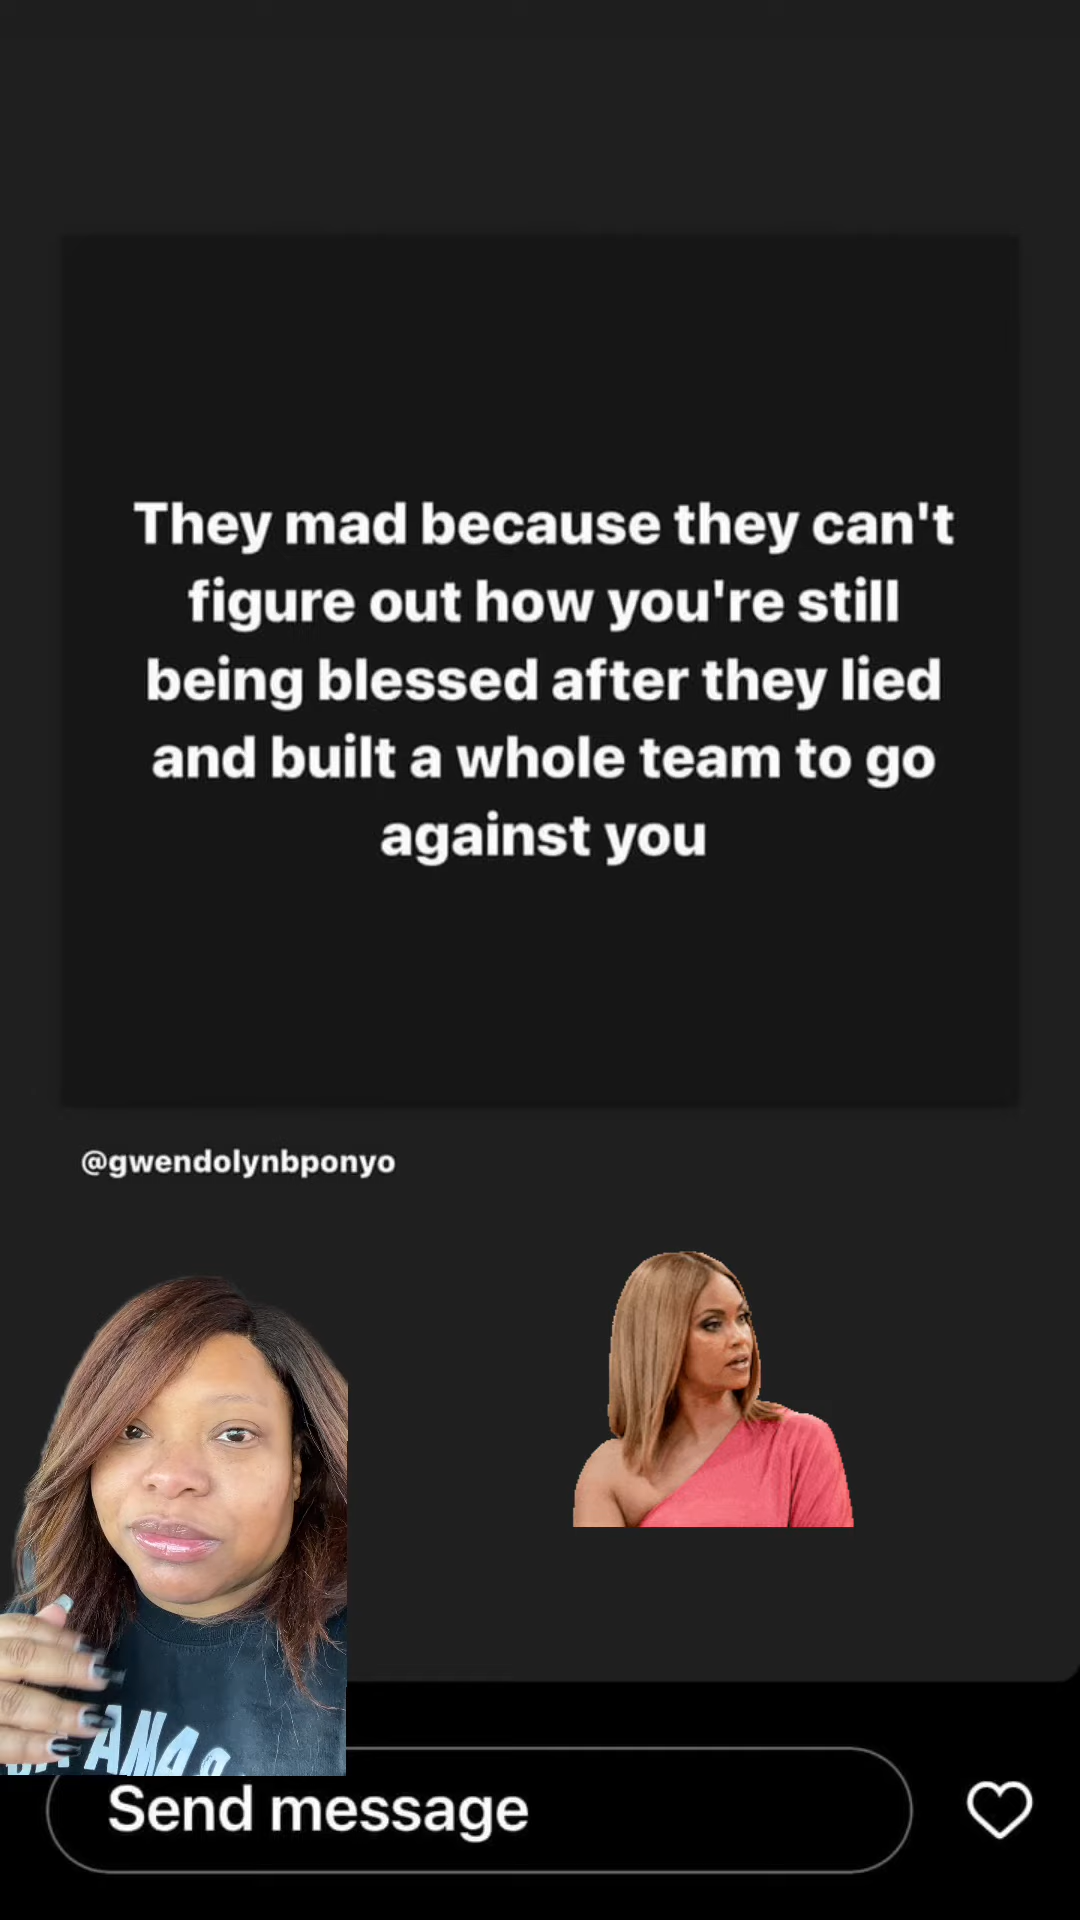 They mad because they can't
figure out how you're still
being blessed after they lied
and built a whole team to go
against you
@gwendolynbponyo
Send message